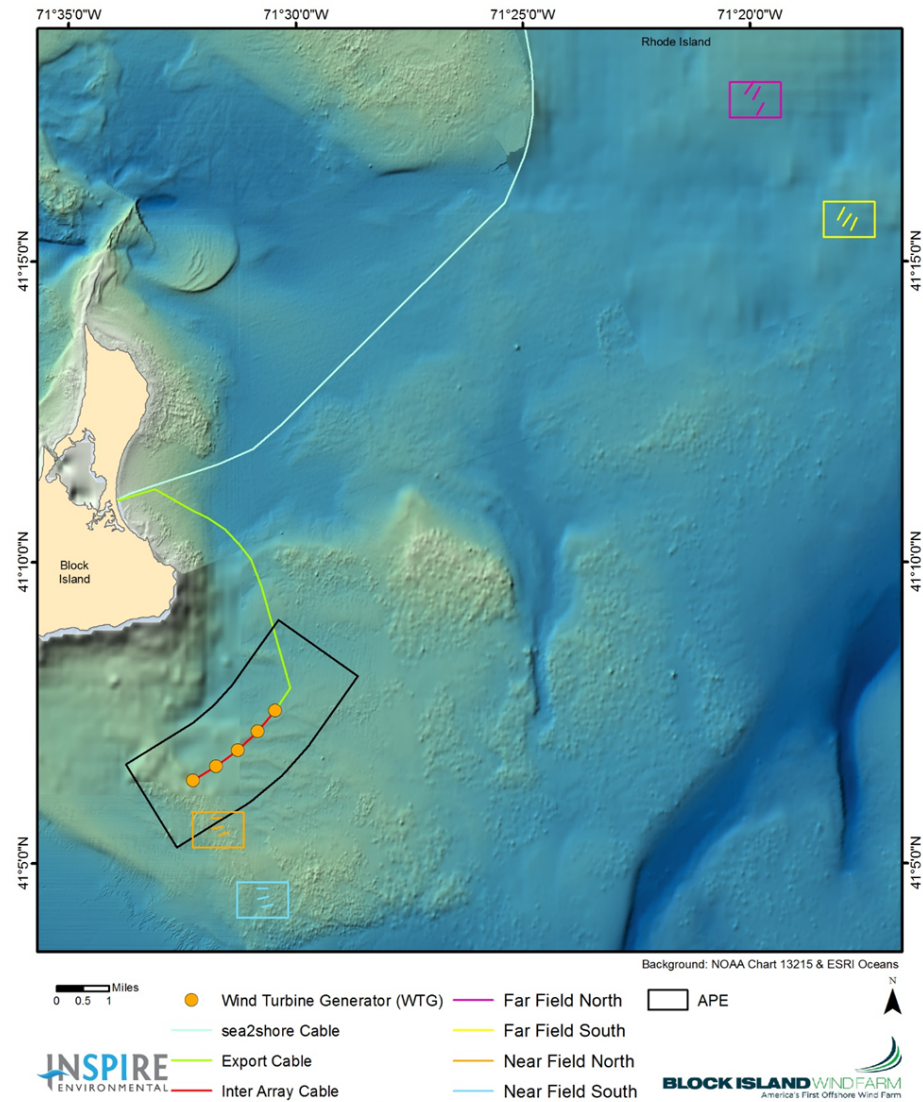 71°35'0"W 71°30'0"W 71°25'0"W 71°20'0"W
Rhode Island
41°15'0"N 41°15'0"N
41°10'0"N 41°10'0"N
Block
Island
41°5'0"N 41°5'0"N
Background: NOAA Chart 13215 & ESRI Oceans
Miles
0 0.5 1
Wind Turbine Generator (WTG)
sea2shore Cable
Export Cable
Inter Array Cable
Far Field North
Far Field South
Near Field North
Near Field South
APE
N
INSPIRE
ENVIRONMENTAL
BLOCK ISLAND WIND FARM
America's First Offshore Wind Farm